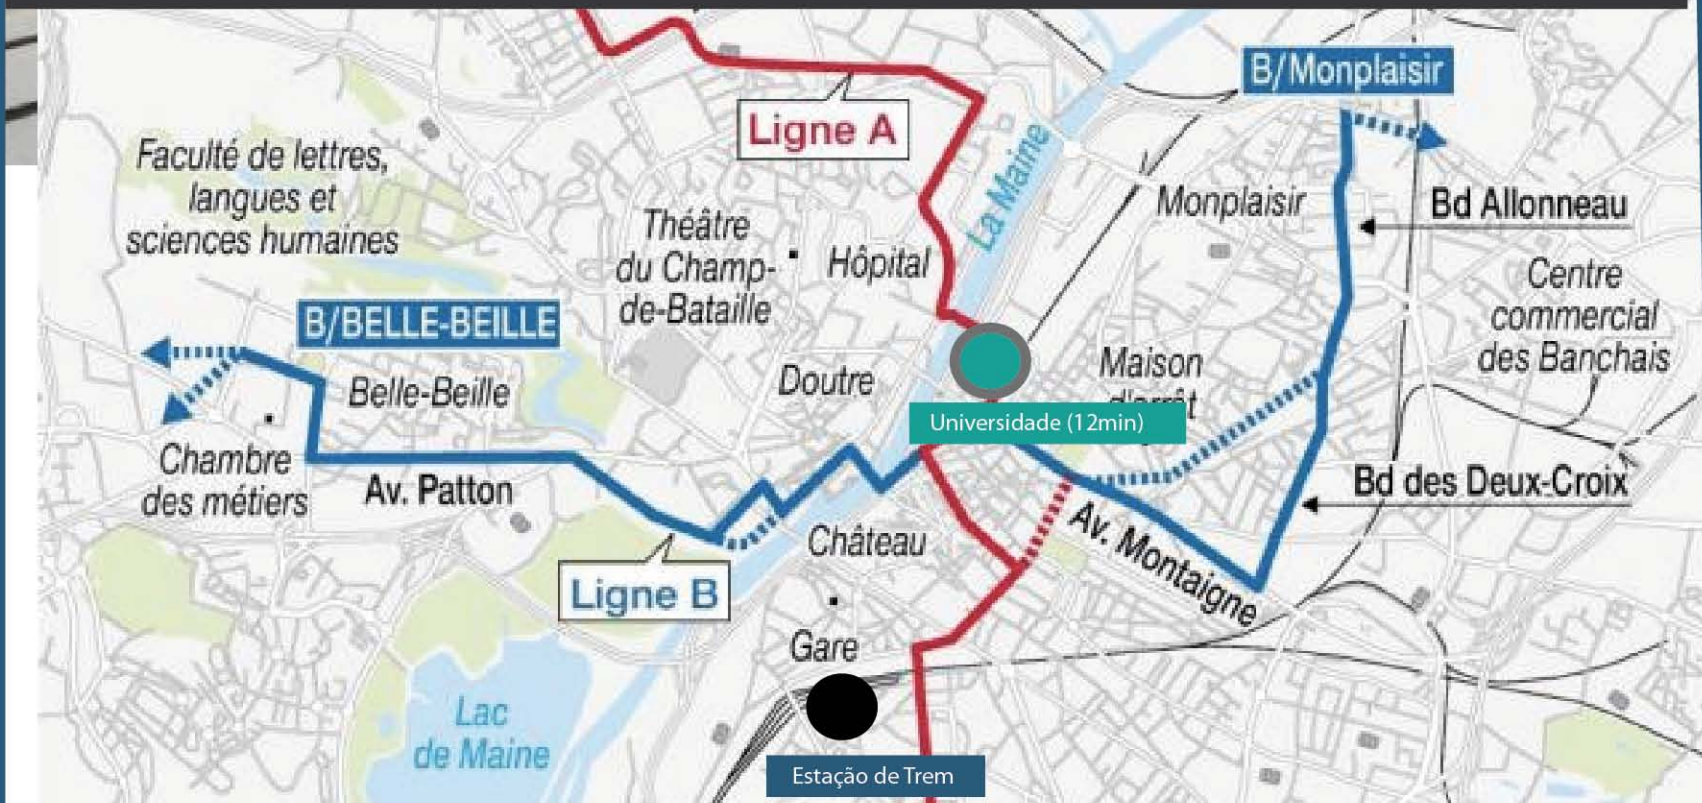 B/Monplaisir
Ligne A
La Maine
Faculté de lettres,
langues et
sciences humaines
Monplaisir
Bd Allonneau
Théâtre
du Champ-
de-Bataille
Hôpital
Centre
commercial
des Banchais
B/BELLE-BEILLE
Belle-Beille
Doutre
Maison
d'arrêt
Universidade (12min)
Chambre
des métiers
Av. Patton
Bd des Deux-Croix
Château
Av. Montaigne
Ligne B
Gare
Lac
de Maine
Estação de Trem